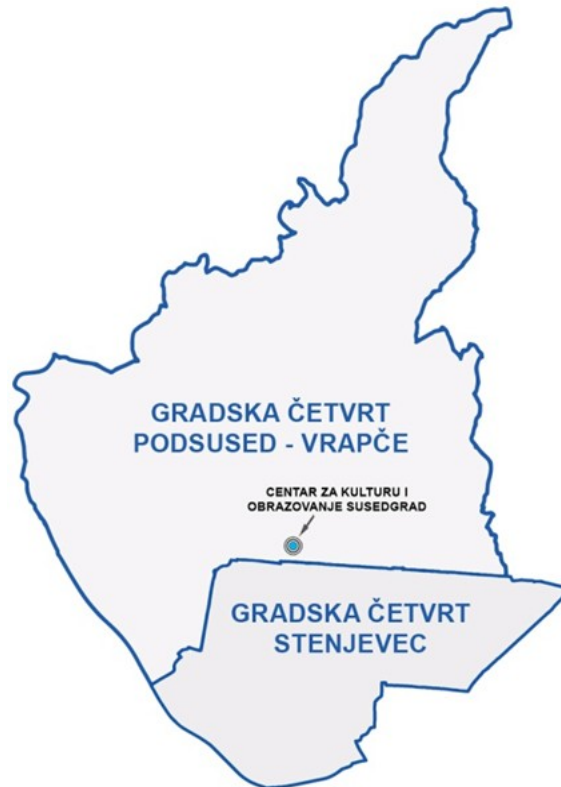 GRADSKA ČETVRT
PODSUSED - VRAPČE
CENTAR ZA KULTURU I
OBRAZOVANJE SUSEDGRAD
GRADSKA ČETVRT
STENJEVEC